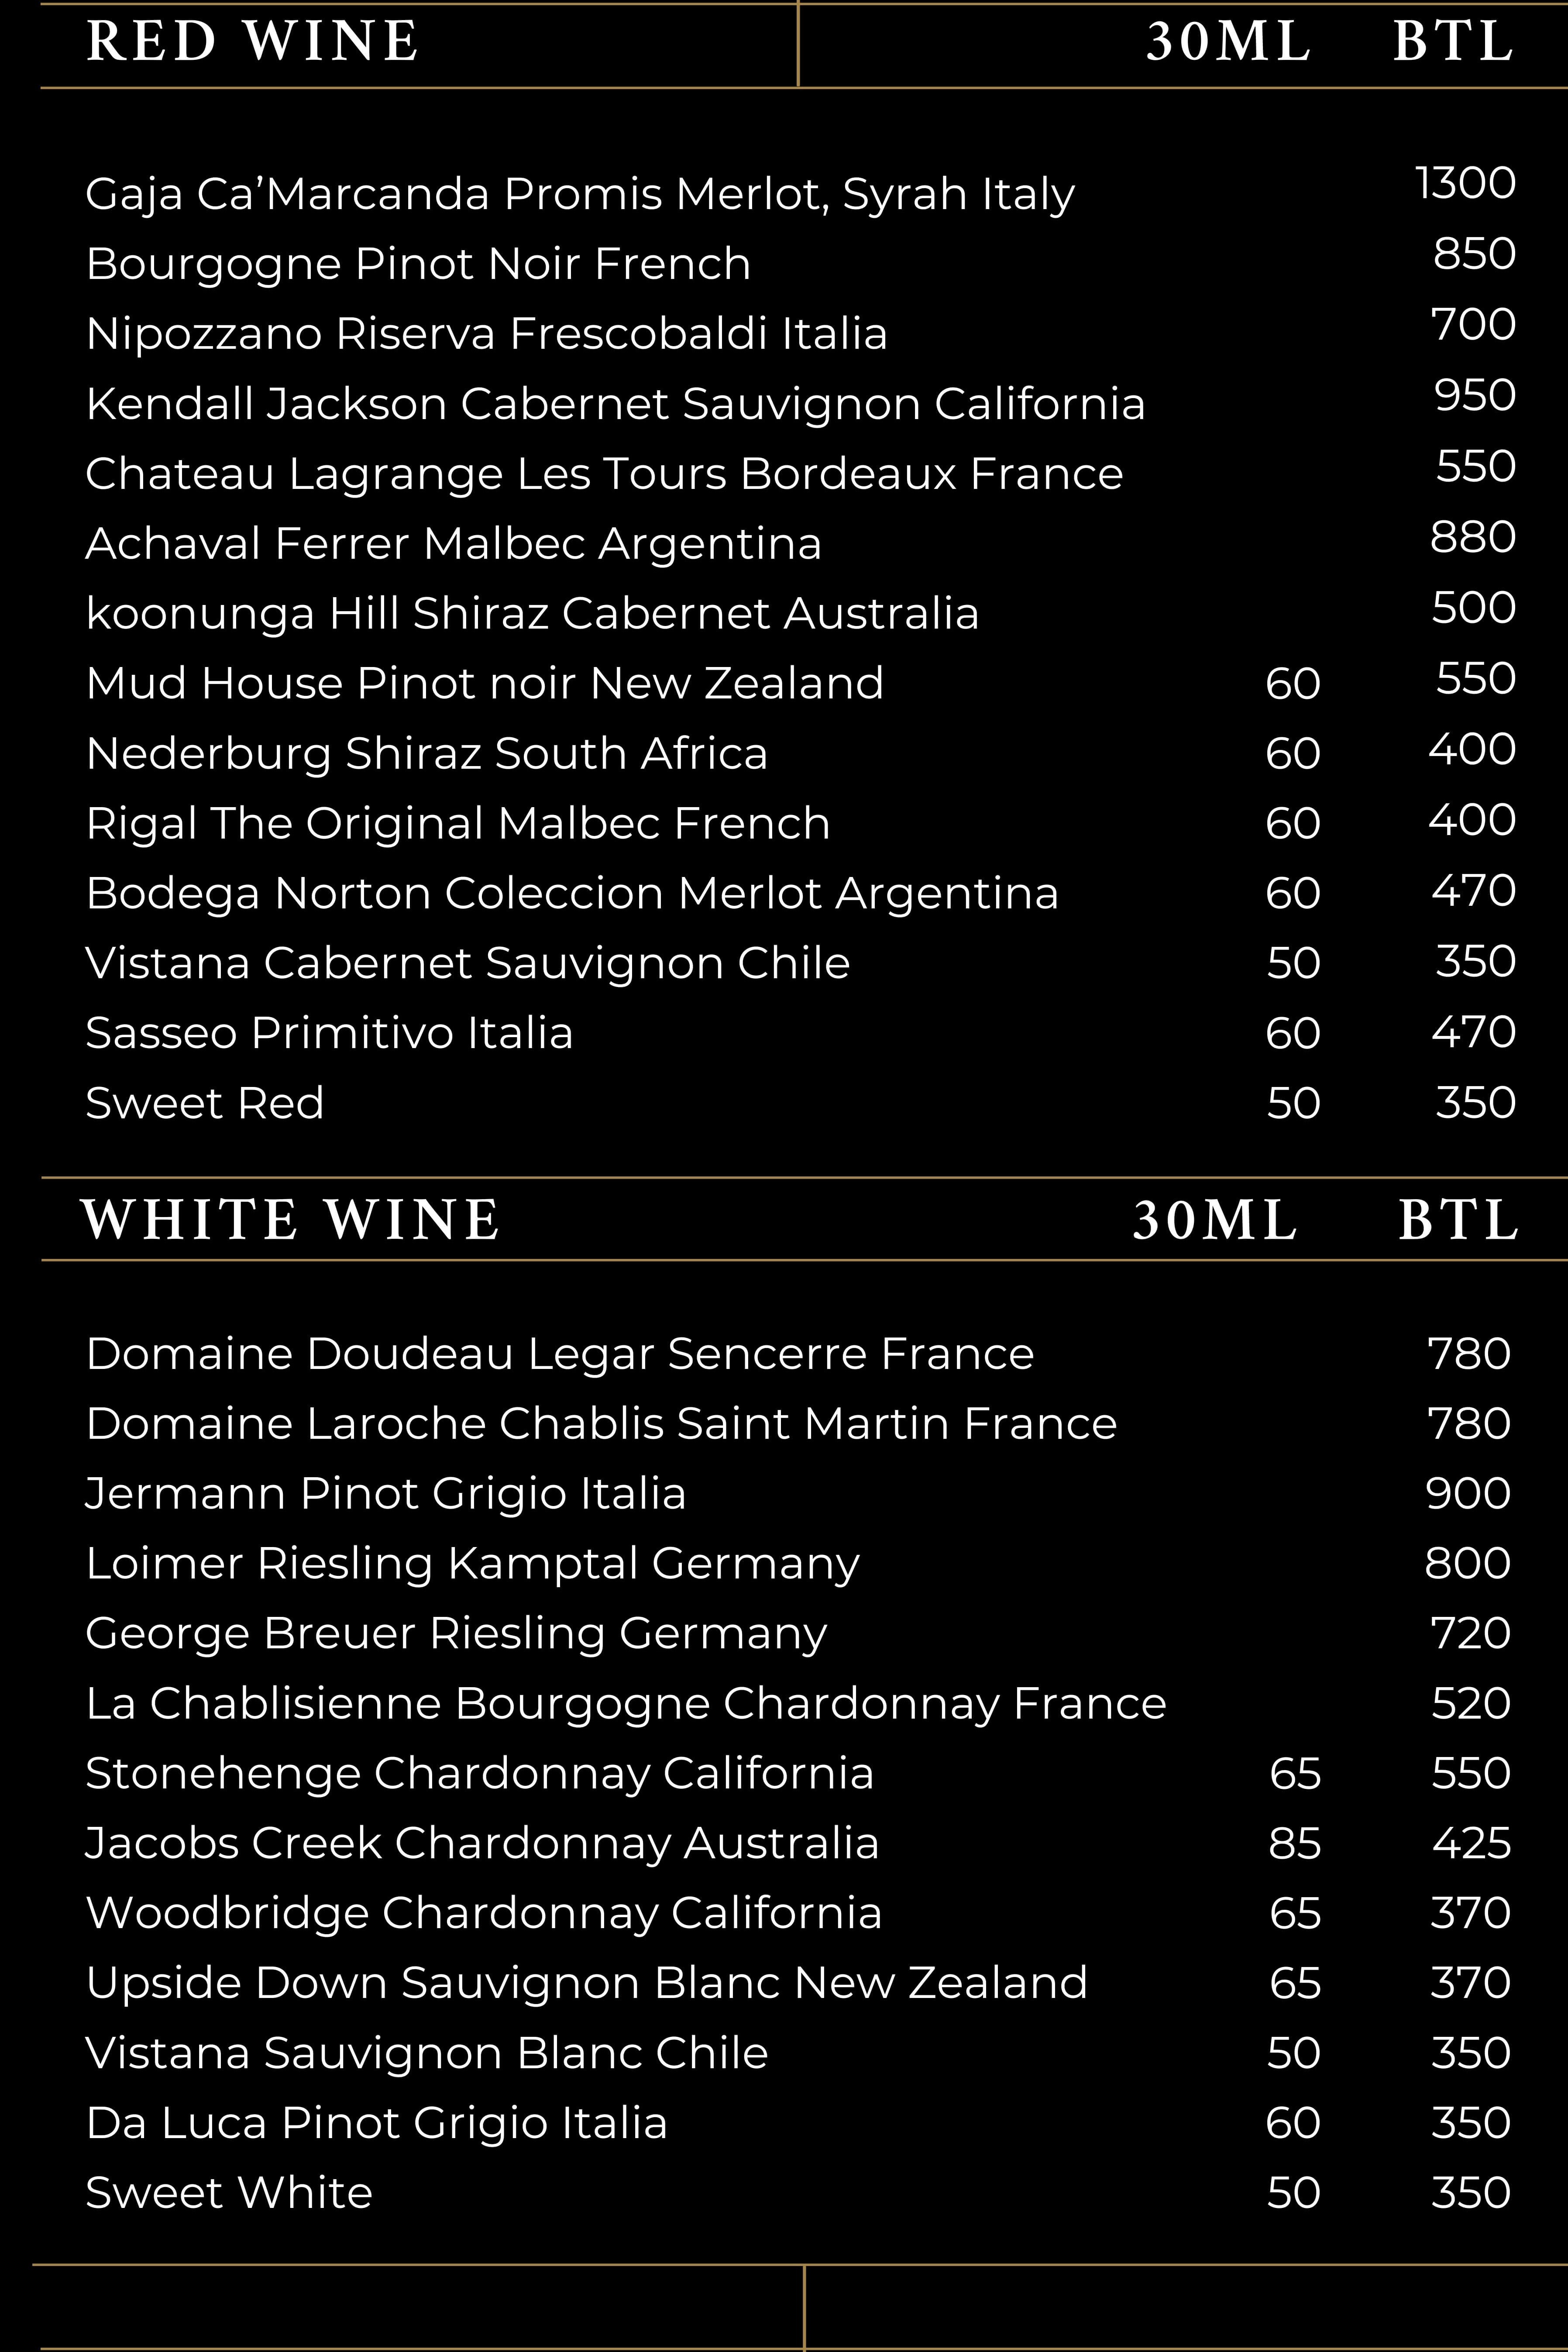 RED WINE 30ML BTL
Gaja Ca’Marcanda Promis Merlot, Syrah Italy 1300
Bourgogne Pinot Noir French 850
Nipozzano Riserva Frescobaldi Italia 700
Kendall Jackson Cabernet Sauvignon California 950
Chateau Lagrange Les Tours Bordeaux France 550
Achaval Ferrer Malbec Argentina 880
koonunga Hill Shiraz Cabernet Australia 500
Mud House Pinot noir New Zealand 60 550
Nederburg Shiraz South Africa 60 400
Rigal The Original Malbec French 60 400
Bodega Norton Coleccion Merlot Argentina 60 470
Vistana Cabernet Sauvignon Chile 50 350
Sasseo Primitivo Italia 60 470
Sweet Red 50 350
WHITE WINE 30ML BTL
Domaine Doudeau Legar Sencerre France 780
Domaine Laroche Chablis Saint Martin France 780
Jermann Pinot Grigio Italia 900
Loimer Riesling Kamptal Germany 800
George Breuer Riesling Germany 720
La Chablisienne Bourgogne Chardonnay France 520
Stonehenge Chardonnay California 65 550
Jacobs Creek Chardonnay Australia 85 425
Woodbridge Chardonnay California 65 370
Upside Down Sauvignon Blanc New Zealand 65 370
Vistana Sauvignon Blanc Chile 50 350
Da Luca Pinot Grigio Italia 60 350
Sweet White 50 350